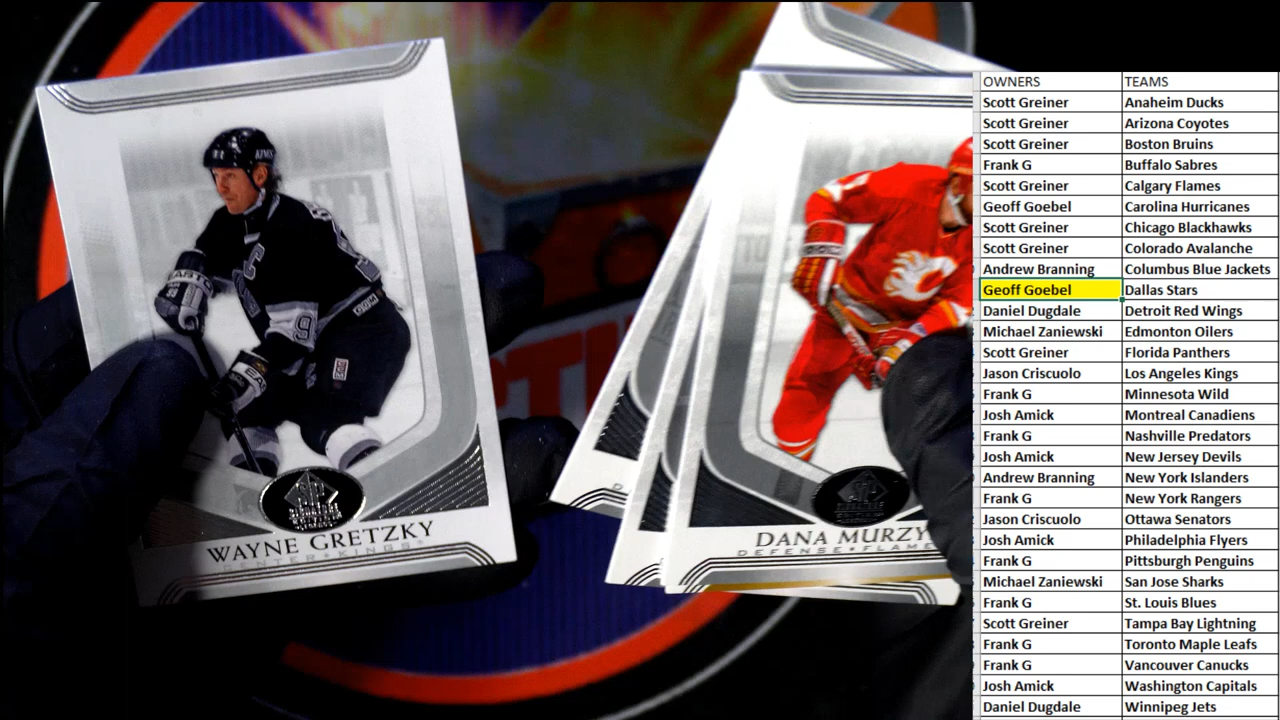 WAYNE GRETZKY
CENTER • KINGS
DANA MURZY
DEFENSE • FLAME
SP
SIGNATURE
C
9
OWNERS TEAMS
Scott Greiner Anaheim Ducks
Scott Greiner Arizona Coyotes
Scott Greiner Boston Bruins
Frank G Buffalo Sabres
Scott Greiner Calgary Flames
Geoff Goebel Carolina Hurricanes
Scott Greiner Chicago Blackhawks
Scott Greiner Colorado Avalanche
Andrew Branning Columbus Blue Jackets
Geoff Goebel Dallas Stars
Daniel Dugdale Detroit Red Wings
Michael Zaniewski Edmonton Oilers
Scott Greiner Florida Panthers
Jason Criscuolo Los Angeles Kings
Frank G Minnesota Wild
Josh Amick Montreal Canadiens
Frank G Nashville Predators
Josh Amick New Jersey Devils
Andrew Branning New York Islanders
Frank G New York Rangers
Jason Criscuolo Ottawa Senators
Josh Amick Philadelphia Flyers
Frank G Pittsburgh Penguins
Michael Zaniewski San Jose Sharks
Frank G St. Louis Blues
Scott Greiner Tampa Bay Lightning
Frank G Toronto Maple Leafs
Frank G Vancouver Canucks
Josh Amick Washington Capitals
Daniel Dugdale Winnipeg Jets